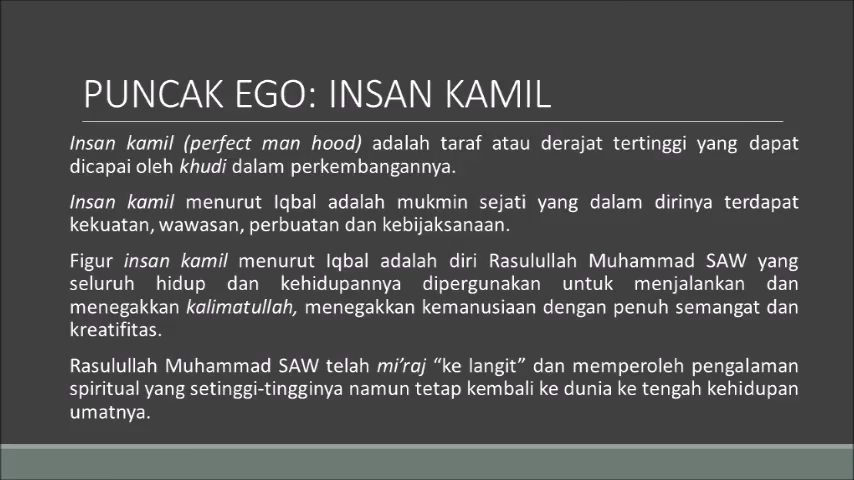 PUNCAK EGO: INSAN KAMIL
Insan kamil (perfect man hood) adalah taraf atau derajat tertinggi yang dapat
dicapai oleh khudi dalam perkembangannya.
Insan kamil menurut Iqbal adalah mukmin sejati yang dalam dirinya terdapat
kekuatan, wawasan, perbuatan dan kebijaksanaan.
Figur insan kamil menurut Iqbal adalah diri Rasulullah Muhammad SAW yang
seluruh hidup dan kehidupannya dipergunakan untuk menjalankan dan
menegakkan kalimatullah, menegakkan kemanusiaan dengan penuh semangat dan
kreatifitas.
Rasulullah Muhammad SAW telah mi’raj “ke langit” dan memperoleh pengalaman
spiritual yang setinggi-tingginya namun tetap kembali ke dunia ke tengah kehidupan
umatnya.